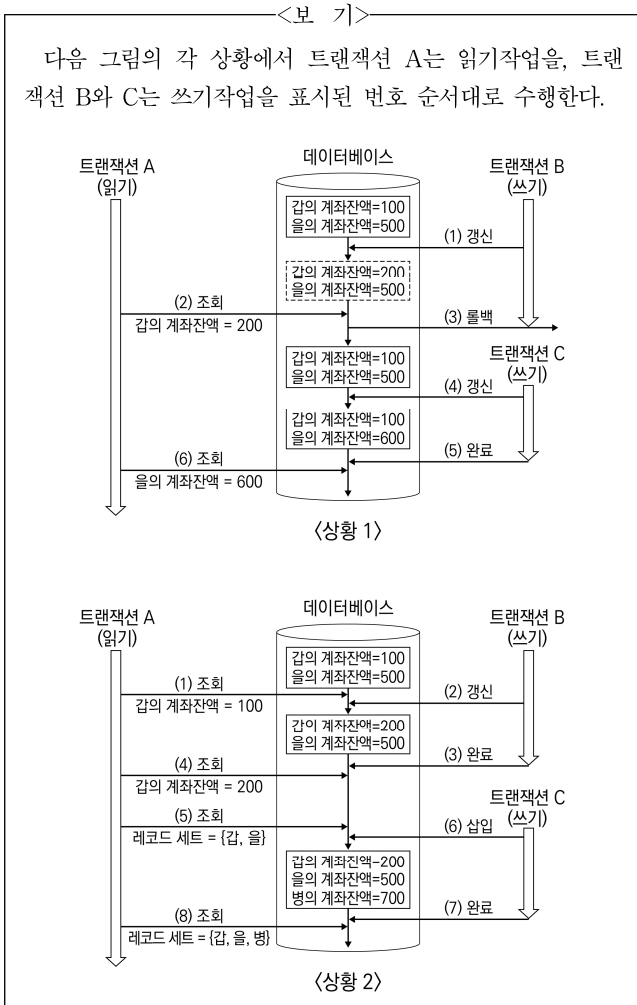 <보 기>
다음 그림의 각 상황에서 트랜잭션 A는 읽기작업을, 트랜
잭션 B와 C는 쓰기작업을 표시된 번호 순서대로 수행한다.
트랜잭션 A
(읽기)
데이터베이스
트랜잭션 B
(쓰기)
갑의 계좌잔액=100
을의 계좌잔액=500
(1) 갱신
갑의 계좌잔액=200
을의 계좌잔액=500
(2) 조회
갑의 계좌잔액 = 200
(3) 롤백
갑의 계좌잔액=100
을의 계좌잔액=500
트랜잭션 C
(쓰기)
(4) 갱신
갑의 계좌잔액=100
을의 계좌잔액=600
(5) 완료
(6) 조회
을의 계좌잔액 = 600
〈상황 1〉
트랜잭션 A
(읽기)
데이터베이스
트랜잭션 B
(쓰기)
갑의 계좌잔액=100
을의 계좌잔액=500
(1) 조회
갑의 계좌잔액 = 100
(2) 갱신
갑의 계좌잔액=200
을의 계좌잔액=500
(3) 완료
(4) 조회
갑의 계좌잔액 = 200
(5) 조회
레코드 세트 = {갑, 을}
트랜잭션 C
(쓰기)
(6) 삽입
갑의 계좌잔액=200
을의 계좌잔액=500
병의 계좌잔액=700
(7) 완료
(8) 조회
레코드 세트 = {갑, 을, 병}
〈상황 2〉